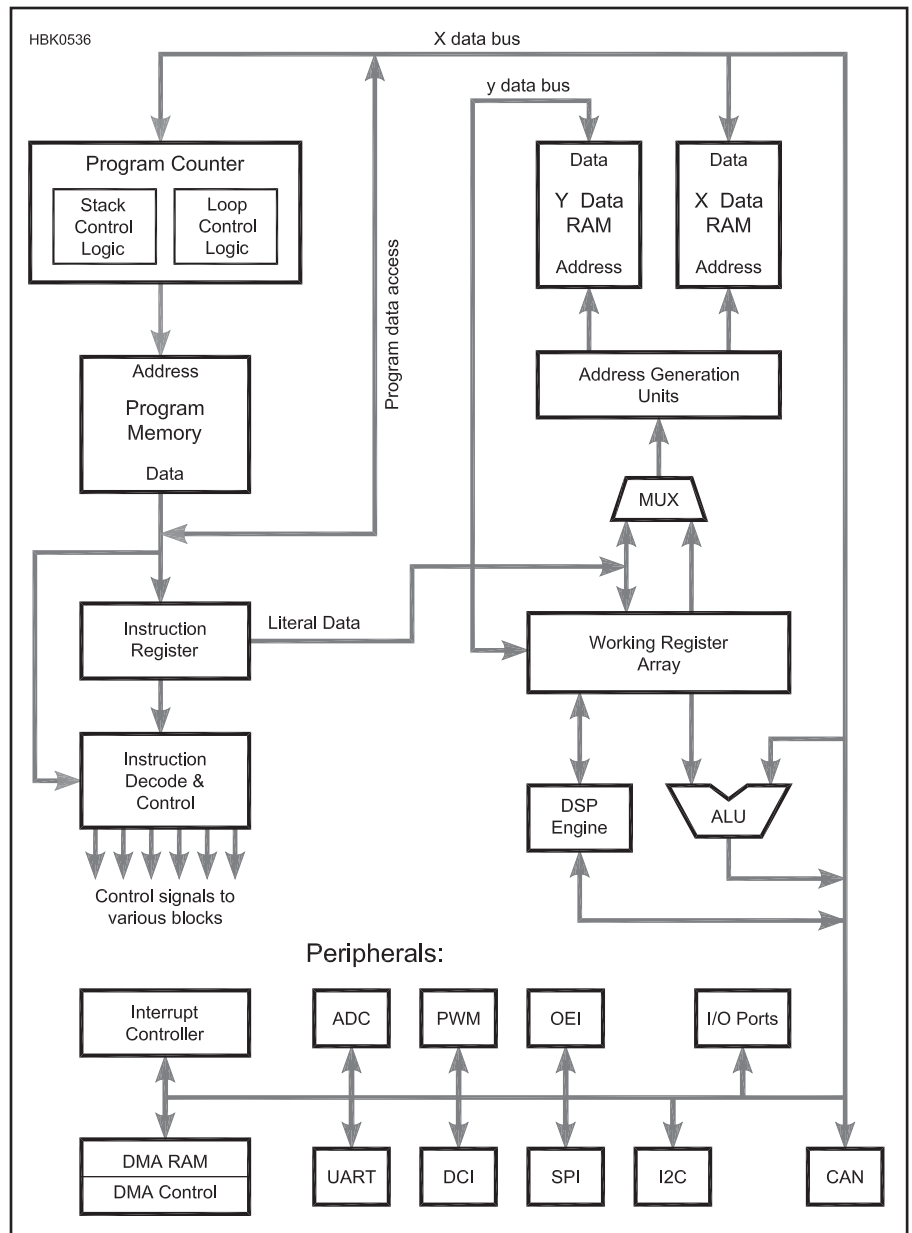 HBK0536
X data bus
y data bus
Program Counter
Stack
Control
Logic
Loop
Control
Logic
Data
Y Data
RAM
Address
Data
X Data
RAM
Address
Program data access
Address
Program
Memory
Data
Address Generation
Units
MUX
Instruction
Register
Literal Data
Working Register
Array
Instruction
Decode &
Control
DSP
Engine
ALU
Control signals to
various blocks
Peripherals:
Interrupt
Controller
ADC
PWM
OEI
I/O Ports
DMA RAM
DMA Control
UART
DCI
SPI
I2C
CAN